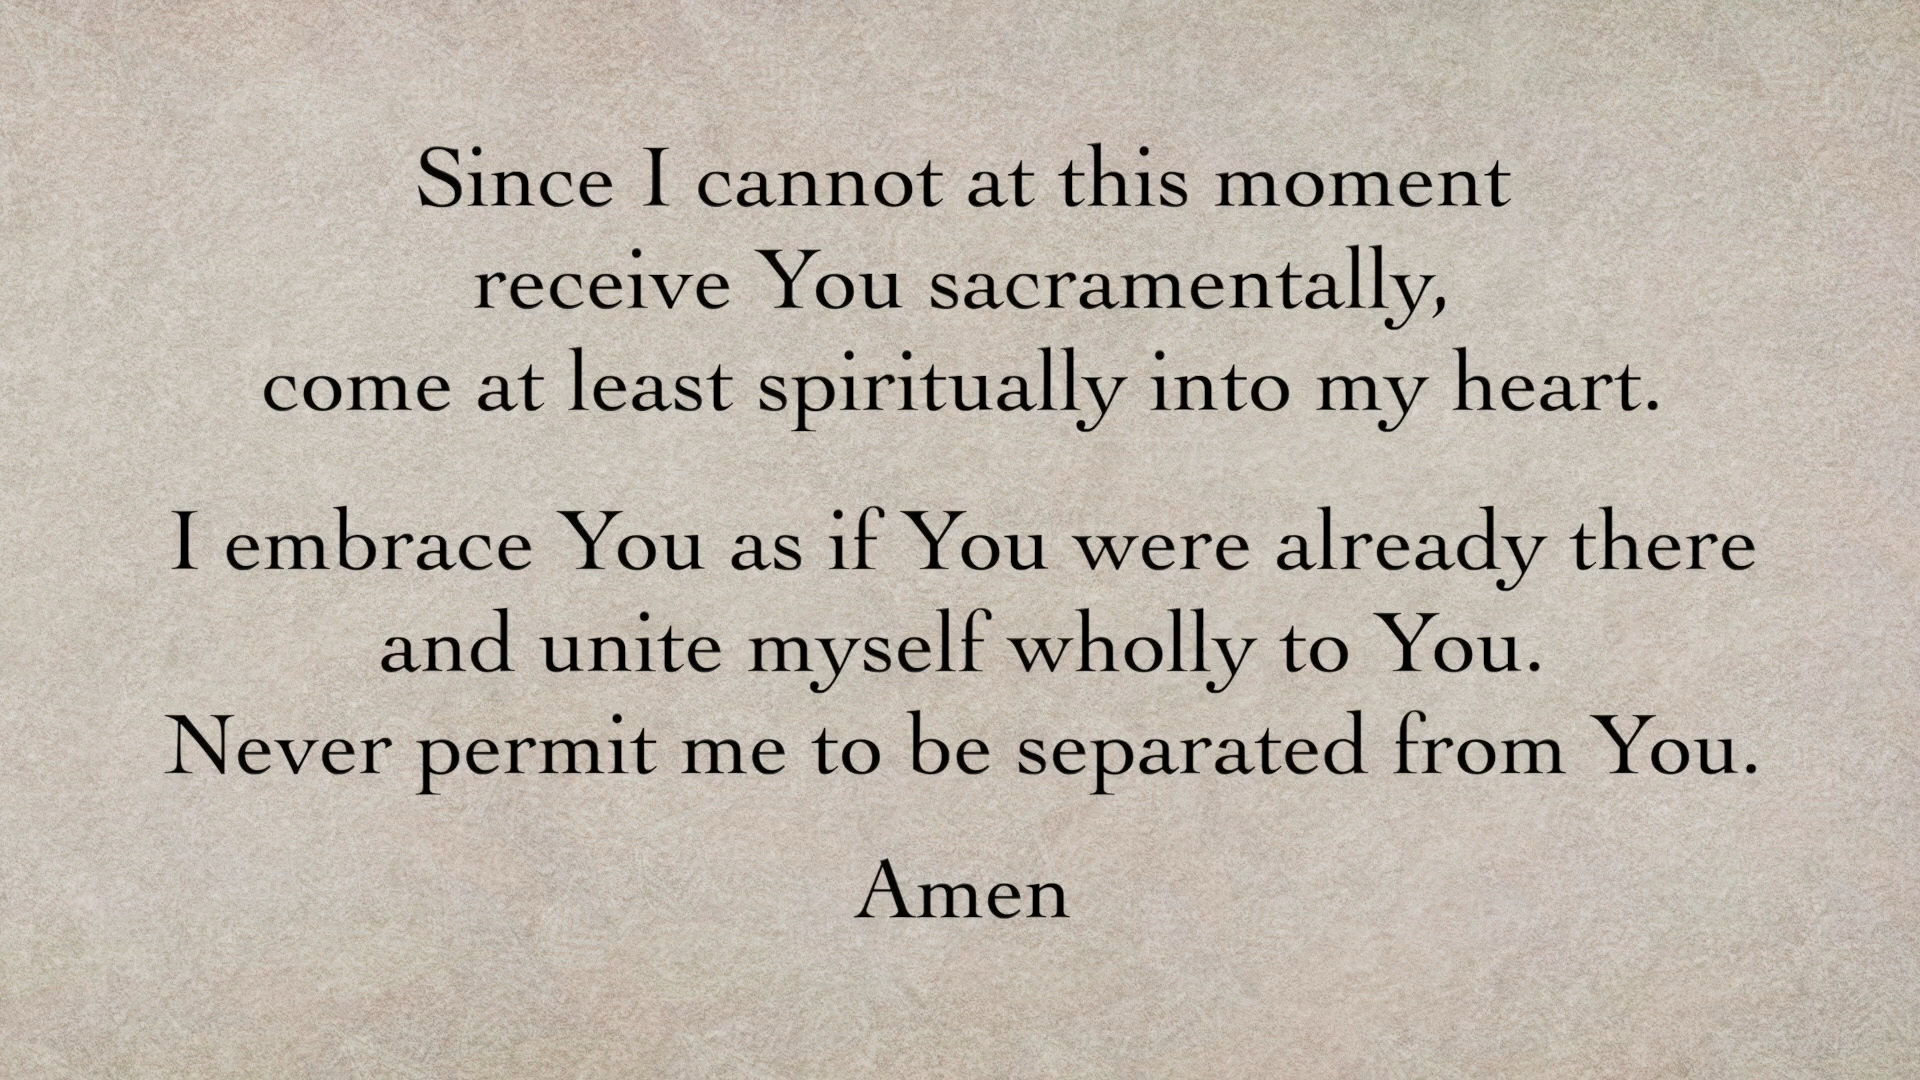 Since I cannot at this moment
receive You sacramentally,
come at least spiritually into my heart.
I embrace You as if You were already there
and unite myself wholly to You.
Never permit me to be separated from You.
Amen